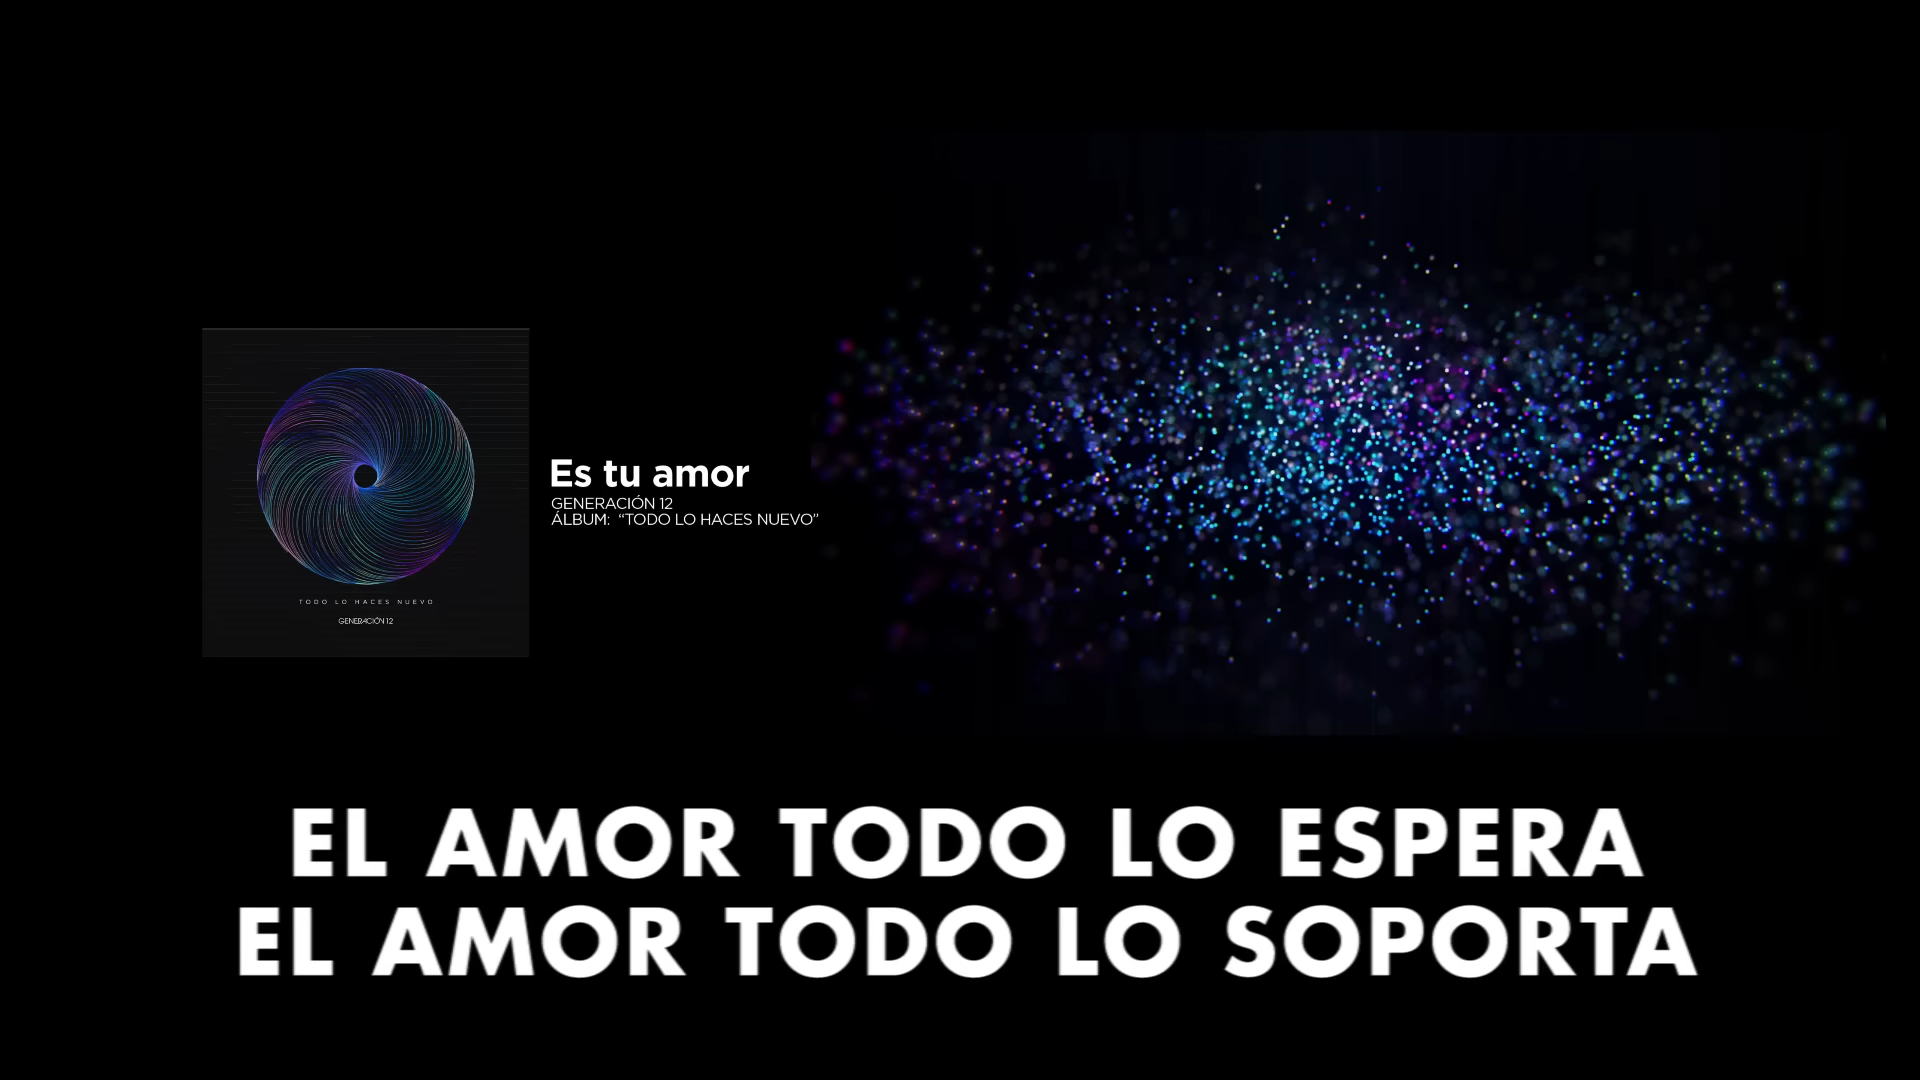 TODO LO HACES NUEVO
GENERACIÓN 12
Es tu amor
GENERACIÓN 12
ÁLBUM: “TODO LO HACES NUEVO”
EL AMOR TODO LO ESPERA
EL AMOR TODO LO SOPORTA